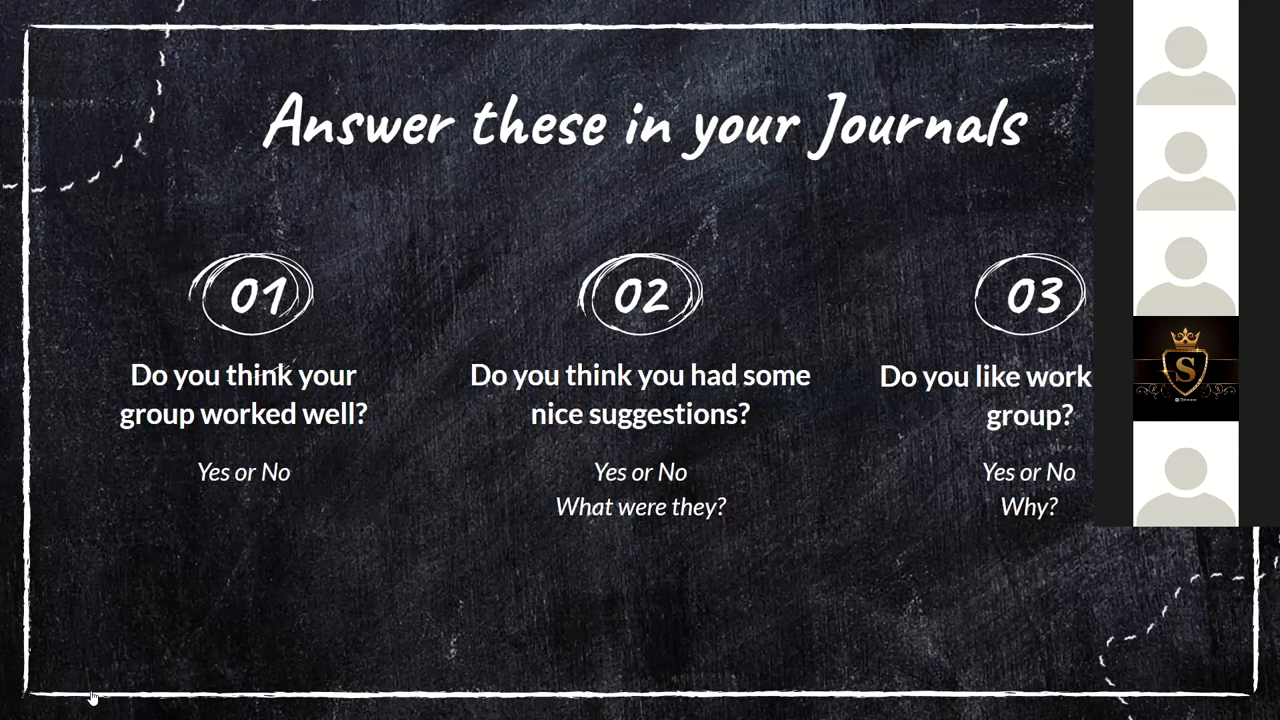 Answer these in your Journals
01
Do you think your
group worked well?
Yes or No
02
Do you think you had some
nice suggestions?
Yes or No
What were they?
03
Do you like work
group?
Yes or No
Why?
S